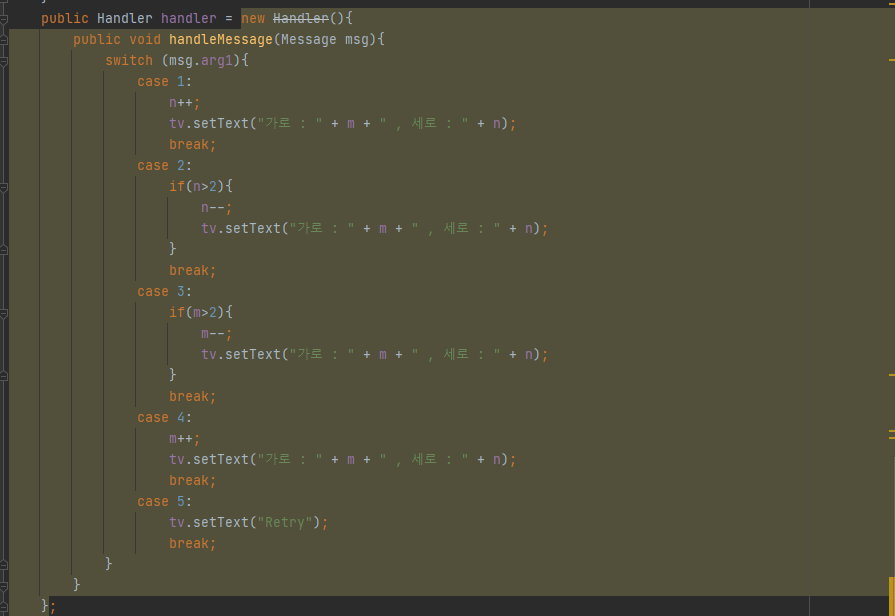 public Handler handler = new Handler(){
public void handleMessage(Message msg){
switch (msg.arg1){
case 1:
n++;
tv.setText("가로 : " + m + " , 세로 : " + n);
break;
case 2:
if(n>2){
n--;
tv.setText("가로 : " + m + " , 세로 : " + n);
}
break;
case 3:
if(m>2){
m--;
tv.setText("가로 : " + m + " , 세로 : " + n);
}
break;
case 4:
m++;
tv.setText("가로 : " + m + " , 세로 : " + n);
break;
case 5:
tv.setText("Retry");
break;
}
}
};